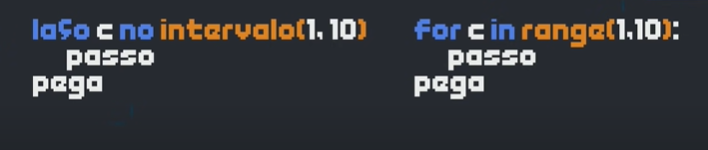 laço c no intervalo(1, 10)
passo
pega
for c in range(1,10):
passo
pega